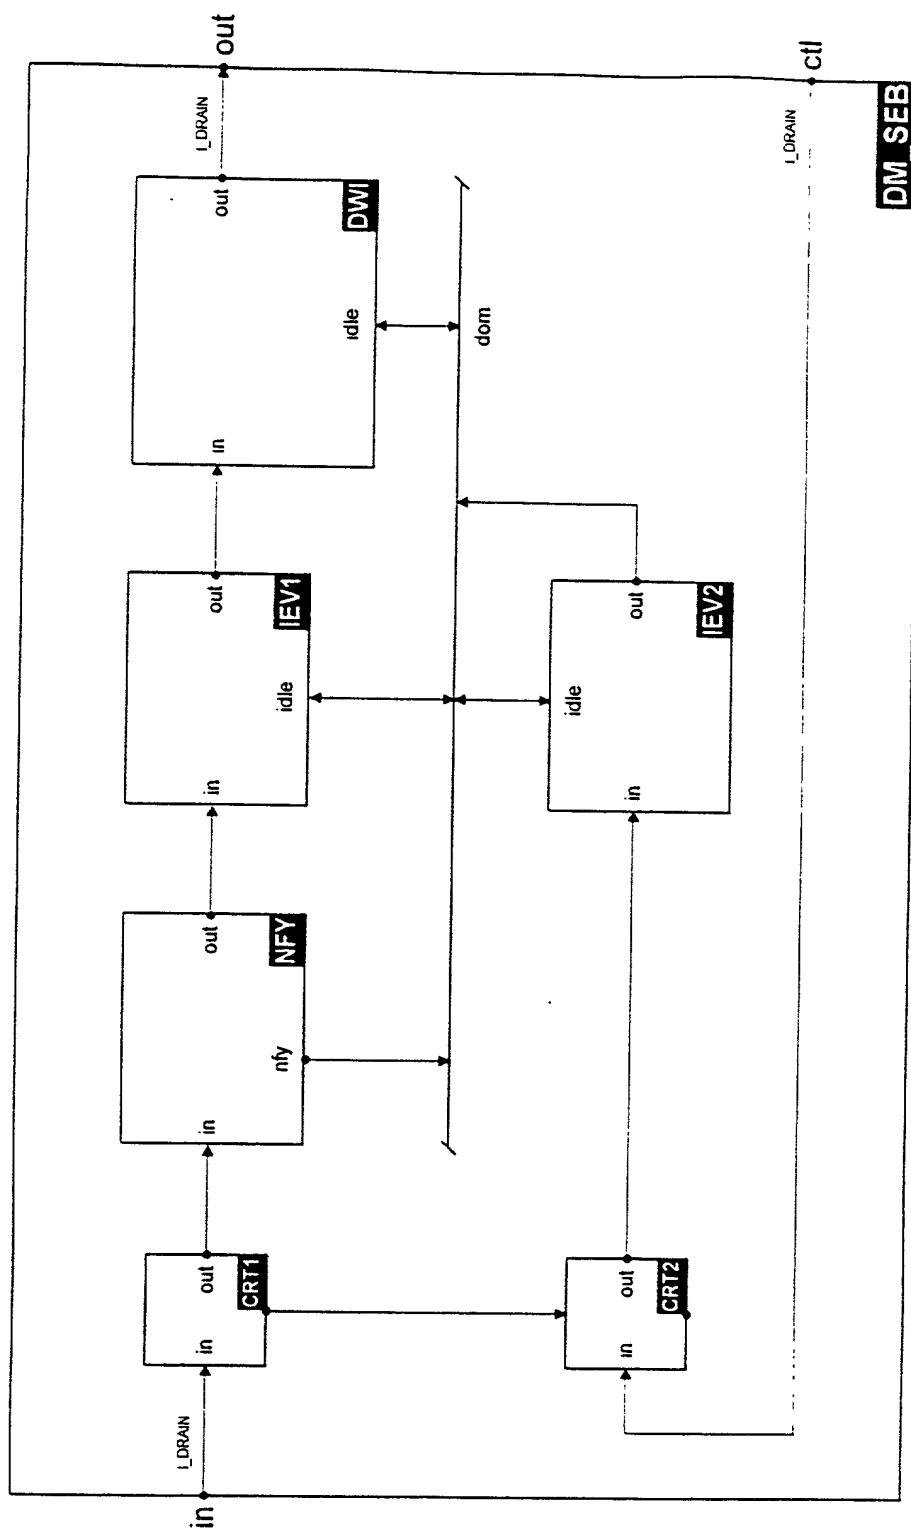 in
I_DRAIN
in
out
CRT1
in
nfy
out
NFY
in
idle
out
IEV1
in
idle
out
DWI
I_DRAIN
out
dom
in
out
CRT2
in
idle
out
IEV2
I_DRAIN
ctl
DM SEB